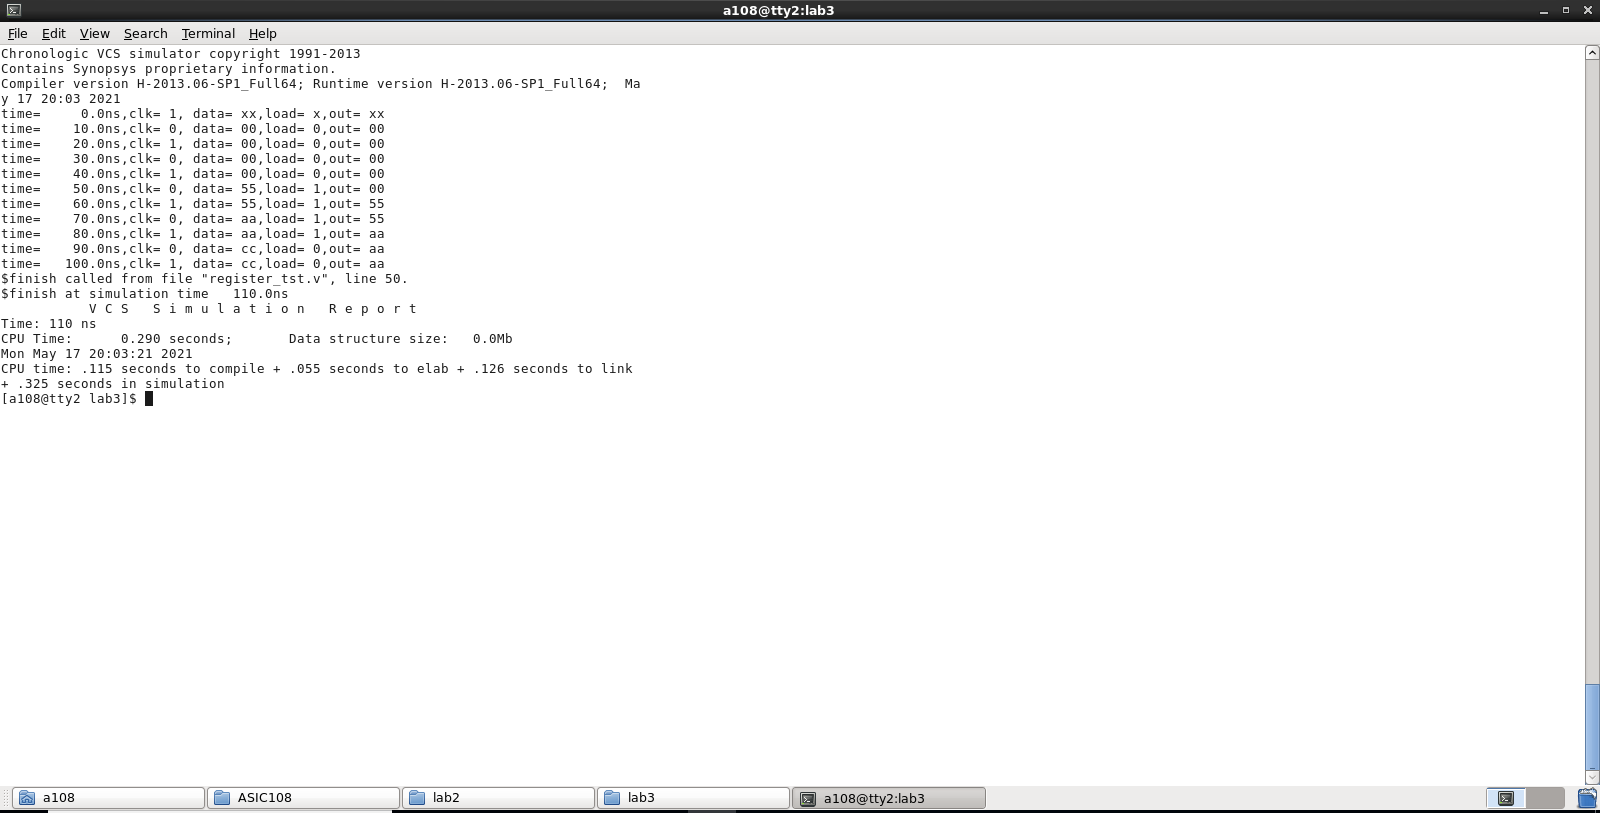 a108@tty2:lab3
File Edit View Search Terminal Help
Chronologic VCS simulator copyright 1991-2013
Contains Synopsys proprietary information.
Compiler version H-2013.06-SP1_Full64; Runtime version H-2013.06-SP1_Full64;  Ma
y 17 20:03 2021
time=     0.0ns,clk= 1, data= xx,load= x,out= xx
time=    10.0ns,clk= 0, data= 00,load= 0,out= 00
time=    20.0ns,clk= 1, data= 00,load= 0,out= 00
time=    30.0ns,clk= 0, data= 00,load= 0,out= 00
time=    40.0ns,clk= 1, data= 00,load= 0,out= 00
time=    50.0ns,clk= 0, data= 55,load= 1,out= 00
time=    60.0ns,clk= 1, data= 55,load= 1,out= 55
time=    70.0ns,clk= 0, data= aa,load= 1,out= 55
time=    80.0ns,clk= 1, data= aa,load= 1,out= aa
time=    90.0ns,clk= 0, data= cc,load= 0,out= aa
time=   100.0ns,clk= 1, data= cc,load= 0,out= aa
$finish called from file "register_tst.v", line 50.
$finish at simulation time   110.0ns
           V C S   S i m u l a t i o n   R e p o r t
Time: 110 ns
CPU Time:      0.290 seconds;       Data structure size:   0.0Mb
Mon May 17 20:03:21 2021
CPU time: .115 seconds to compile + .055 seconds to elab + .126 seconds to link
+ .325 seconds in simulation
[a108@tty2 lab3]$
a108 ASIC108 lab2 lab3 a108@tty2:lab3